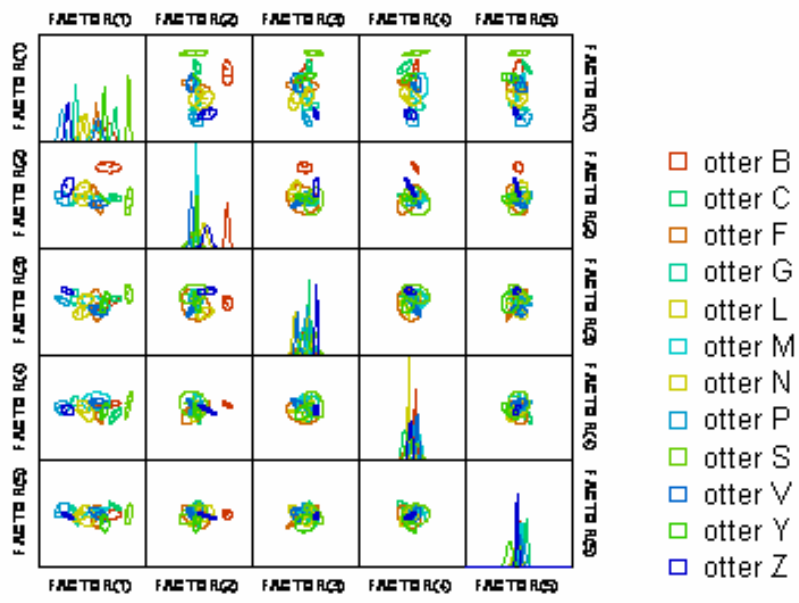 FACTOR(1) FACTOR(2) FACTOR(3) FACTOR(4) FACTOR(5)
FACTOR(1)
FACTOR(1)
FACTOR(2)
FACTOR(2)
FACTOR(3)
FACTOR(3)
FACTOR(4)
FACTOR(4)
FACTOR(5)
FACTOR(5)
FACTOR(1) FACTOR(2) FACTOR(3) FACTOR(4) FACTOR(5)
otter B
otter C
otter F
otter G
otter L
otter M
otter N
otter P
otter S
otter V
otter Y
otter Z